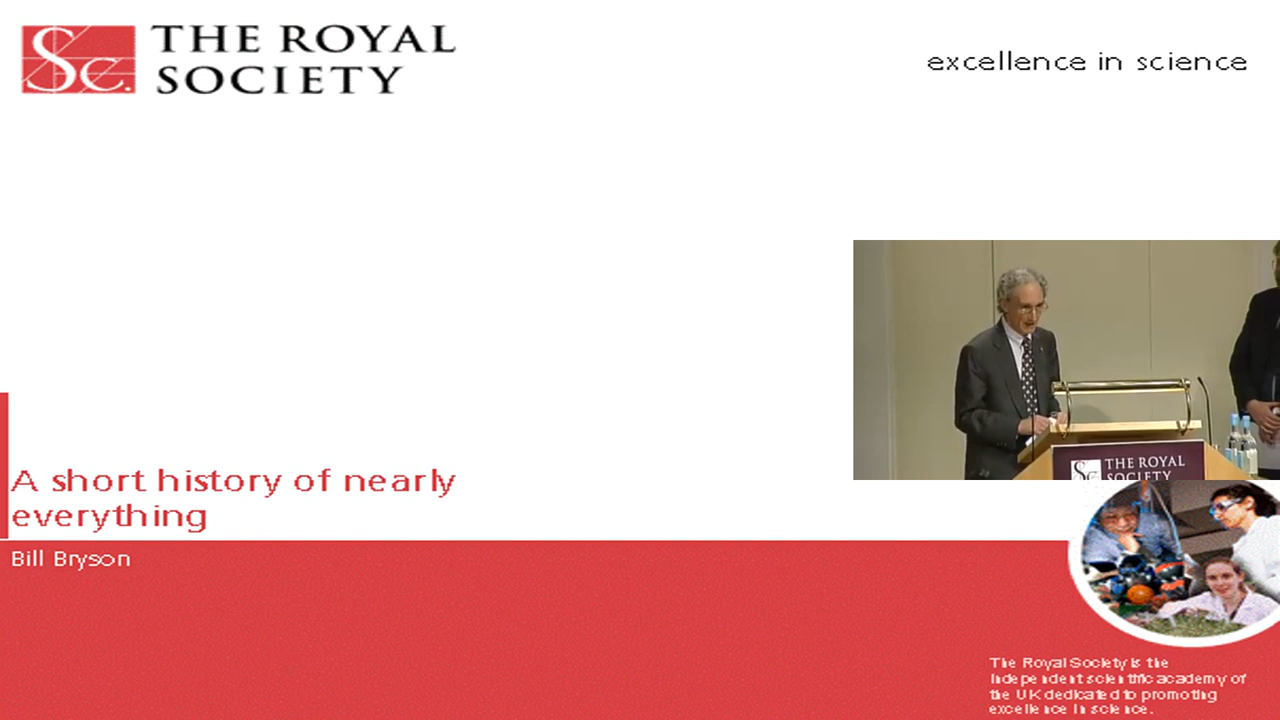 THE ROYAL
SOCIETY
excellence in science
THE ROYAL
SOCIETY
A short history of nearly
everything
Bill Bryson
The Royal Society is the
independent scientific academy of
the UK dedicated to promoting
excellence in science.